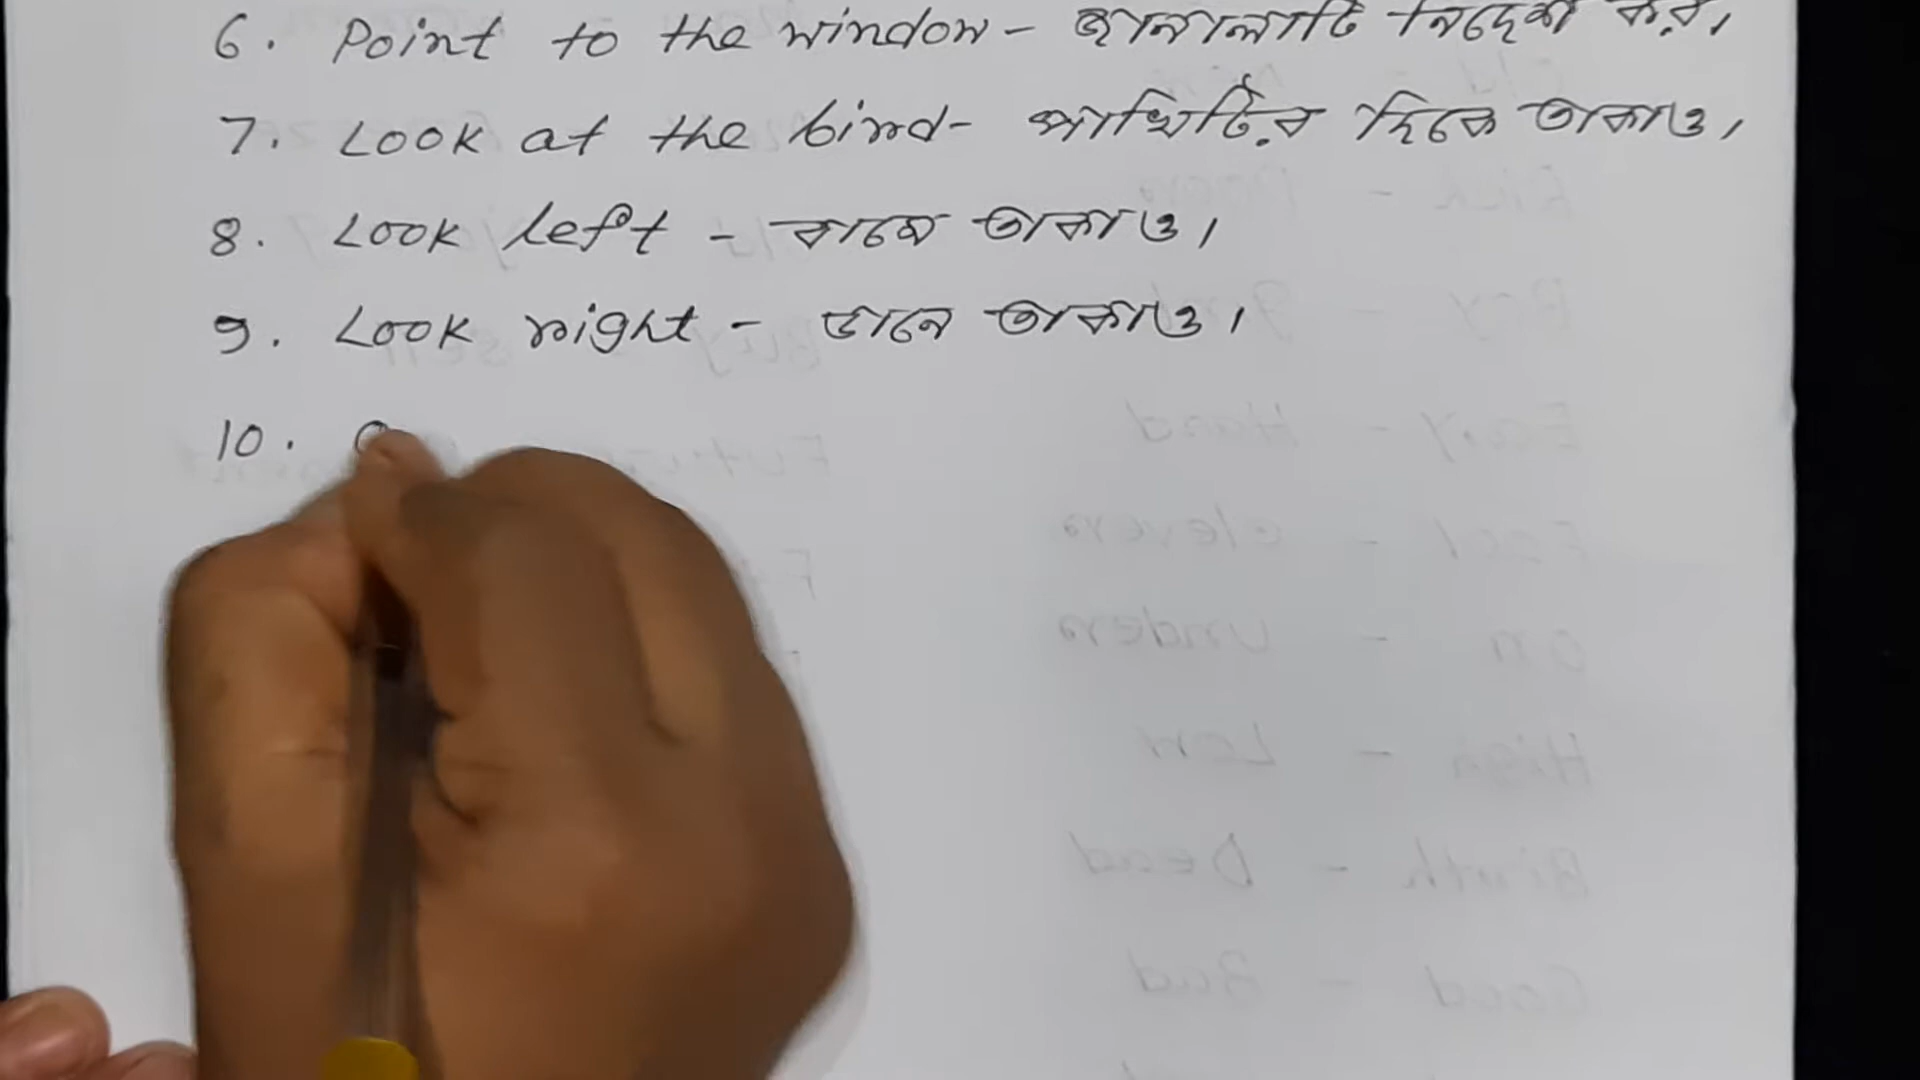 6. Point to the window - জানালাটি নির্দেশ কর।
7. Look at the bird - পাখিটির দিকে তাকাও।
8. Look left - বামে তাকাও।
9. Look right - ডানে তাকাও।
10.